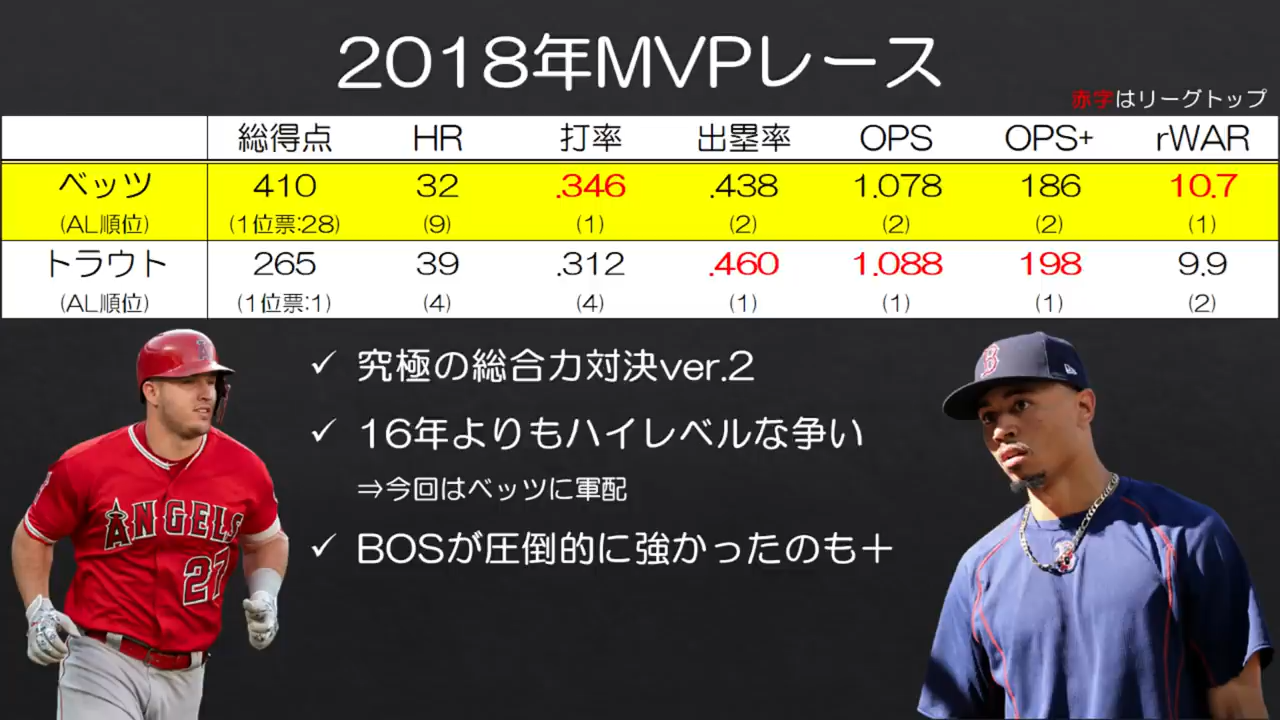 2018年MVPレース
赤字はリーグトップ
総得点 HR 打率 出塁率 OPS OPS+ rWAR
ベッツ 410 32 .346 .438 1.078 186 10.7
(AL順位) (1位票:28) (9) (1) (2) (2) (2) (1)
トラウト 265 39 .312 .460 1.088 198 9.9
(AL順位) (1位票:1) (4) (4) (1) (1) (1) (2)
✓ 究極の総合力対決ver.2
✓ 16年よりもハイレベルな争い
⇒今回はベッツに軍配
✓ BOSが圧倒的に強かったのも＋
ANGELS
27
B